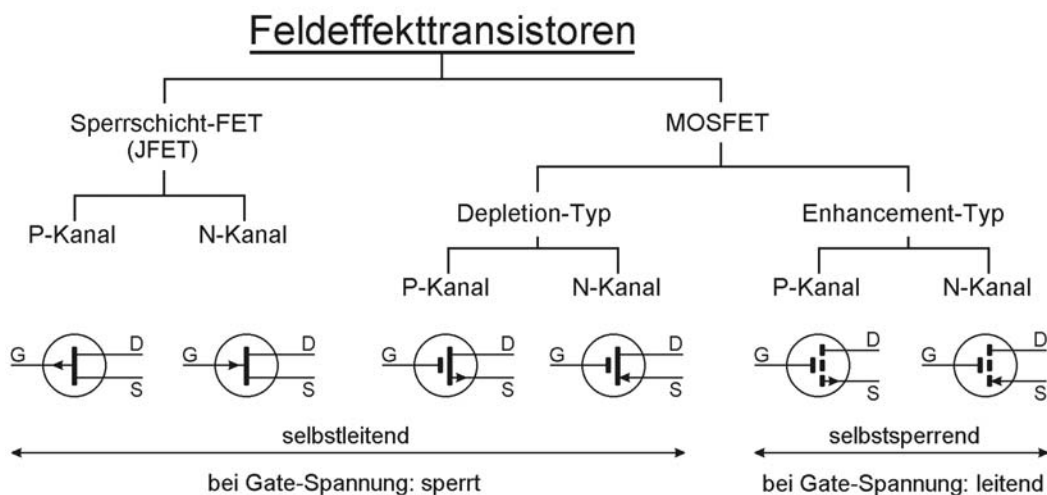 Feldeffekttransistoren
Sperrschicht-FET
(JFET)
MOSFET
P-Kanal
N-Kanal
Depletion-Typ
Enhancement-Typ
P-Kanal
N-Kanal
P-Kanal
N-Kanal
G
D
S
G
D
S
G
D
S
G
D
S
G
D
S
G
D
S
selbstleitend
selbstsperrend
bei Gate-Spannung: sperrt
bei Gate-Spannung: leitend